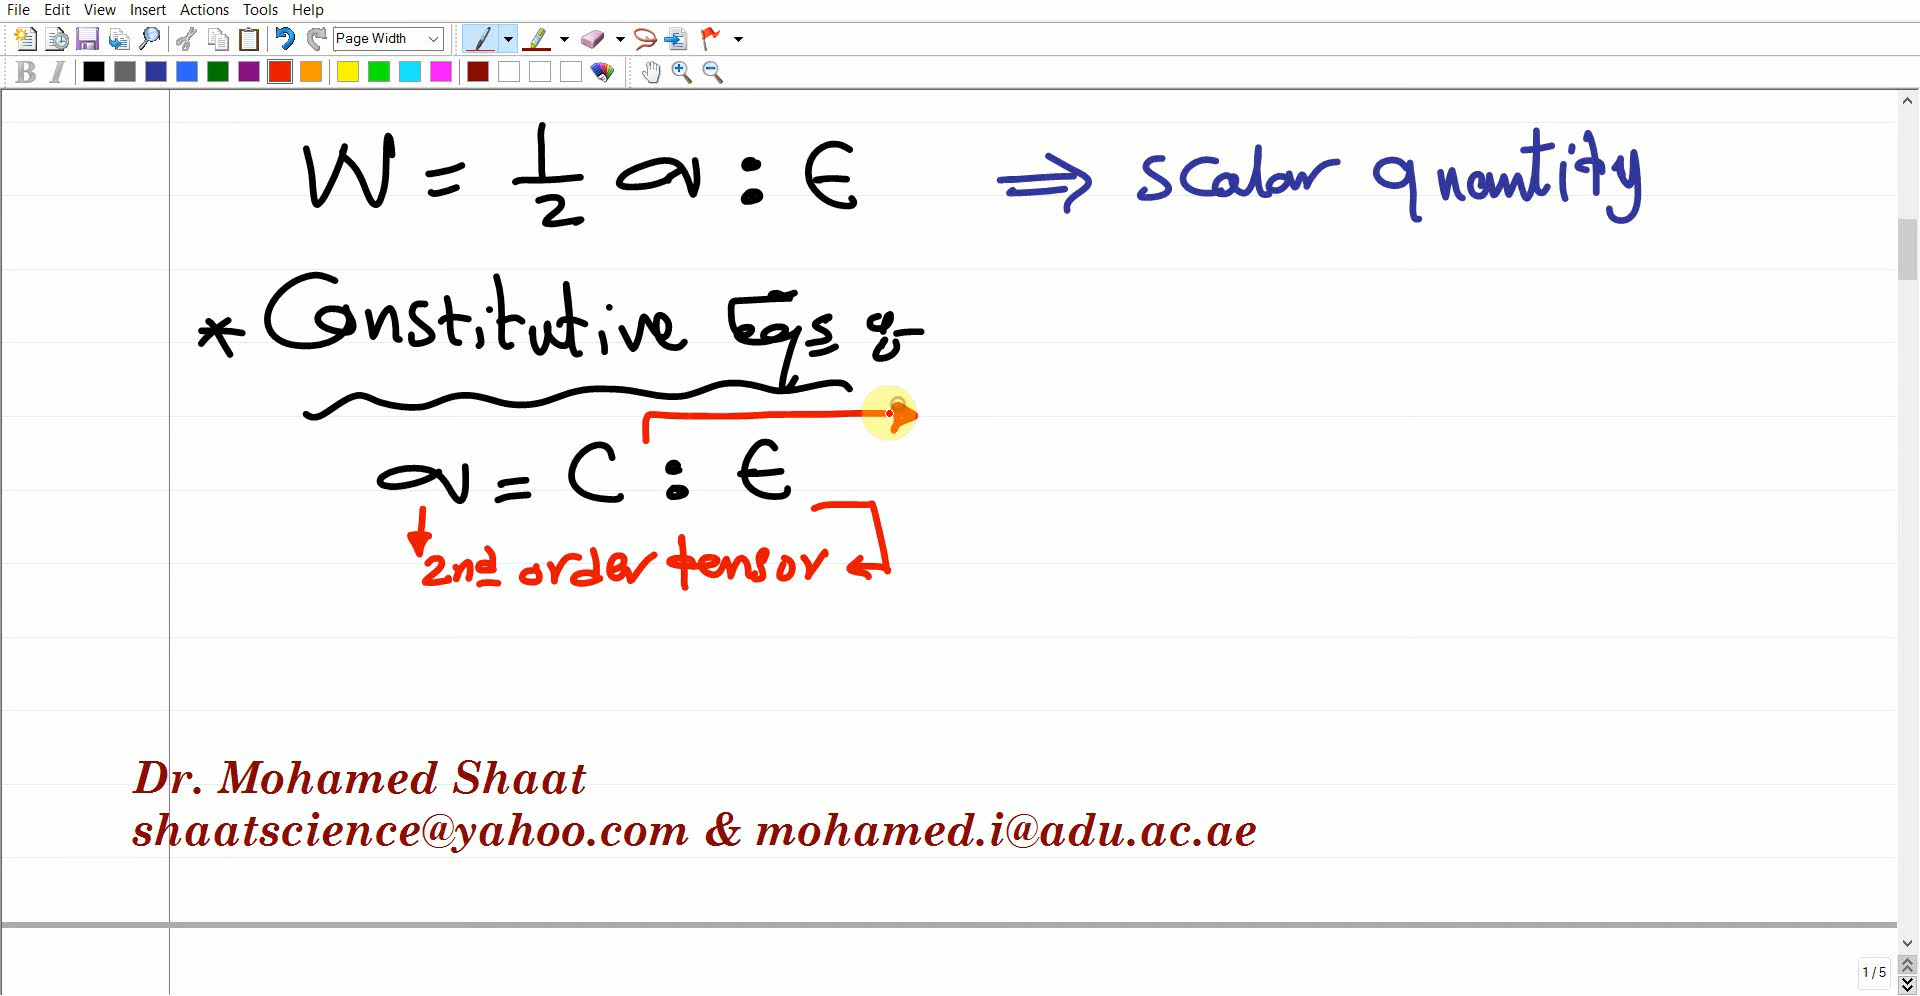 File Edit View Insert Actions Tools Help
Page Width
B I
W = 1/2 σ : ϵ ⇒ scalar quantity
* Constitutive Eqs :-
σ = C : ϵ
2nd order tensor
Dr. Mohamed Shaat
shaatscience@yahoo.com & mohamed.i@adu.ac.ae
1 / 5